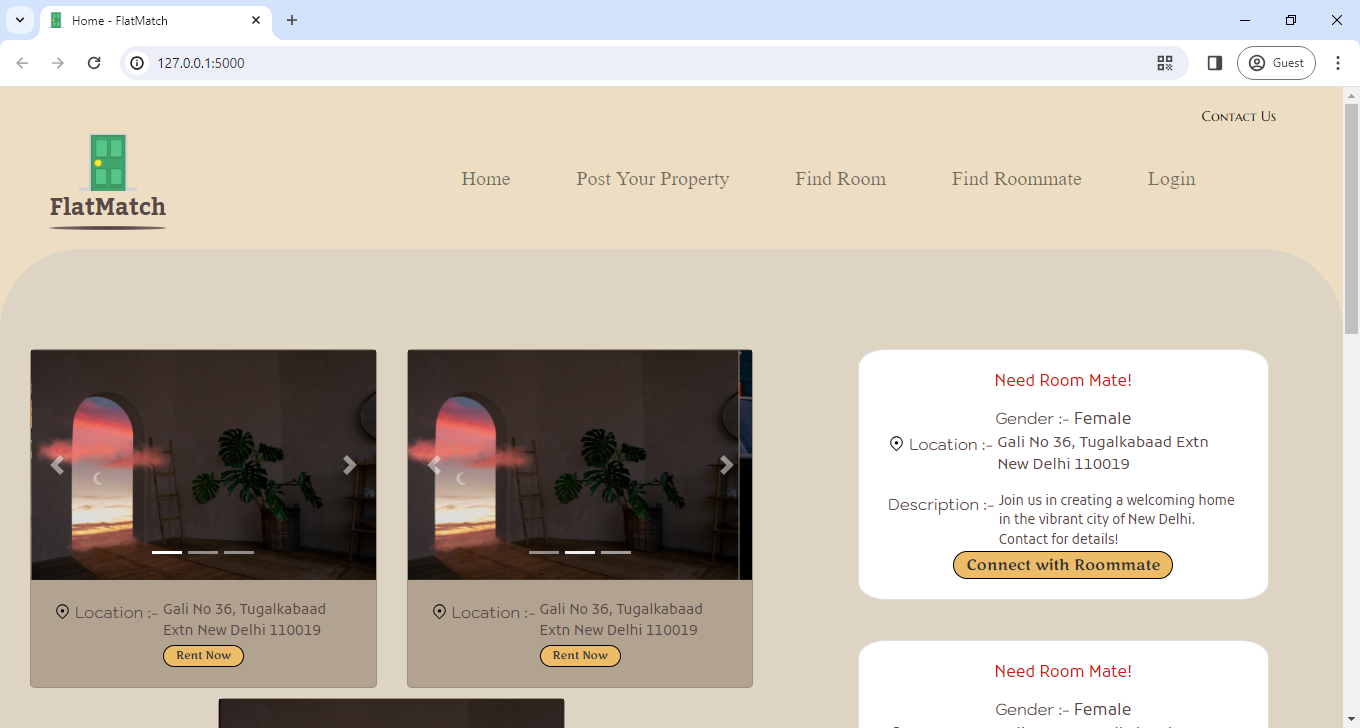 Home - FlatMatch
127.0.0.1:5000
Guest
Contact Us
FlatMatch
Home Post Your Property Find Room Find Roommate Login
Location :- Gali No 36, Tugalkabaad
Extn New Delhi 110019
Rent Now
Location :- Gali No 36, Tugalkabaad
Extn New Delhi 110019
Rent Now
Need Room Mate!
Gender :- Female
Location :- Gali No 36, Tugalkabaad Extn
New Delhi 110019
Description :- Join us in creating a welcoming home
in the vibrant city of New Delhi.
Contact for details!
Connect with Roommate
Need Room Mate!
Gender :- Female